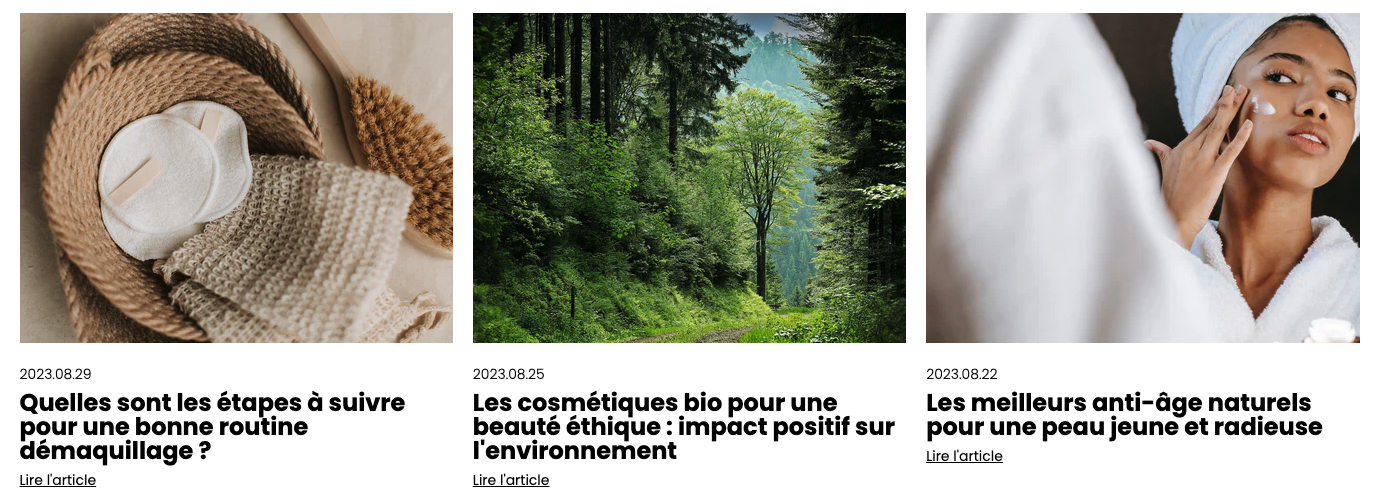 2023.08.29
Quelles sont les étapes à suivre
pour une bonne routine
démaquillage ?
Lire l'article
2023.08.25
Les cosmétiques bio pour une
beauté éthique : impact positif sur
l'environnement
Lire l'article
2023.08.22
Les meilleurs anti-âge naturels
pour une peau jeune et radieuse
Lire l'article